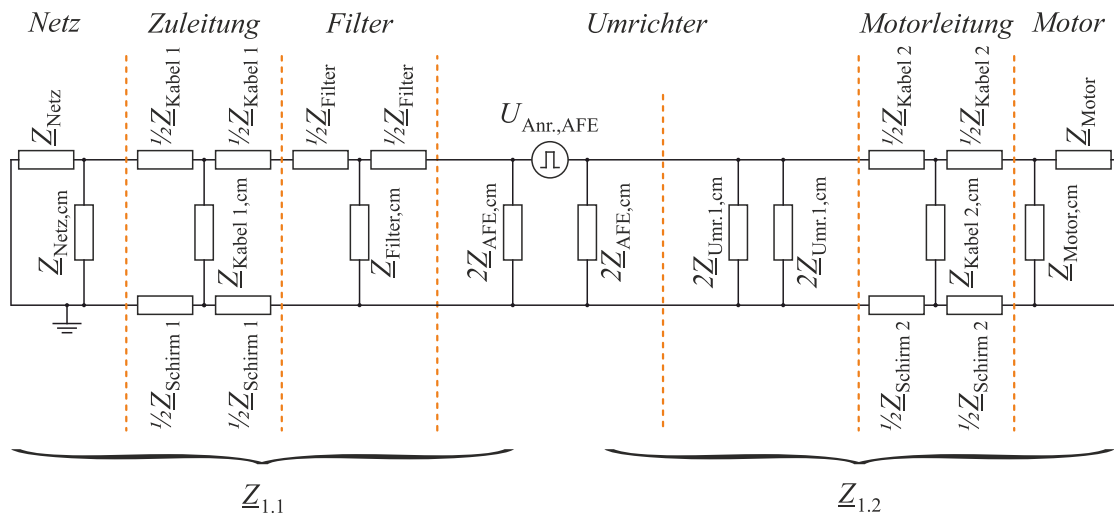 Netz Zuleitung Filter Umrichter Motorleitung Motor
Z_Netz
½Z_Kabel 1
½Z_Kabel 1
½Z_Filter
½Z_Filter
U_Anr.,AFE
½Z_Kabel 2
½Z_Kabel 2
Z_Motor
Z_Netz,cm
Z_Kabel 1,cm
Z_Filter,cm
2Z_AFE,cm
2Z_AFE,cm
2Z_Umr.1,cm
2Z_Umr.1,cm
Z_Kabel 2,cm
Z_Motor,cm
½Z_Schirm 1
½Z_Schirm 1
½Z_Schirm 2
½Z_Schirm 2
Z_1.1
Z_1.2